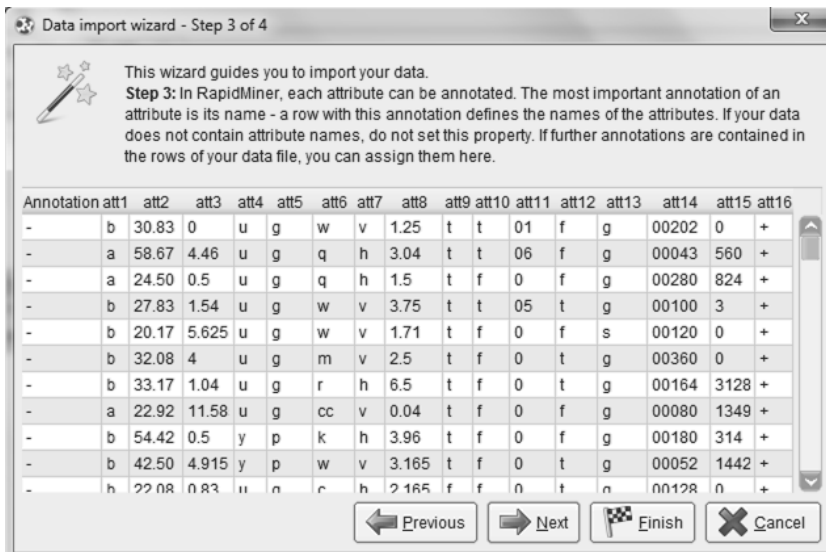 Data import wizard - Step 3 of 4
This wizard guides you to import your data.
Step 3: In RapidMiner, each attribute can be annotated. The most important annotation of an
attribute is its name - a row with this annotation defines the names of the attributes. If your data
does not contain attribute names, do not set this property. If further annotations are contained in
the rows of your data file, you can assign them here.
Annotation att1 att2 att3 att4 att5 att6 att7 att8 att9 att10 att11 att12 att13 att14 att15 att16
- b 30.83 0 u g w v 1.25 t t 01 f g 00202 0 +
- a 58.67 4.46 u g q h 3.04 t t 06 f g 00043 560 +
- a 24.50 0.5 u g q h 1.5 t f 0 f g 00280 824 +
- b 27.83 1.54 u g w v 3.75 t t 05 t g 00100 3 +
- b 20.17 5.625 u g w v 1.71 t f 0 f s 00120 0 +
- b 32.08 4 u g m v 2.5 t f 0 t g 00360 0 +
- b 33.17 1.04 u g r h 6.5 t f 0 t g 00164 3128 +
- a 22.92 11.58 u g cc v 0.04 t f 0 f g 00080 1349 +
- b 54.42 0.5 y p k h 3.96 t f 0 f g 00180 314 +
- b 42.50 4.915 y p w v 3.165 t f 0 t g 00052 1442 +
- b 22.08 0.83 u g c h 2.165 f f 0 t g 00128 0 +
Previous Next Finish Cancel